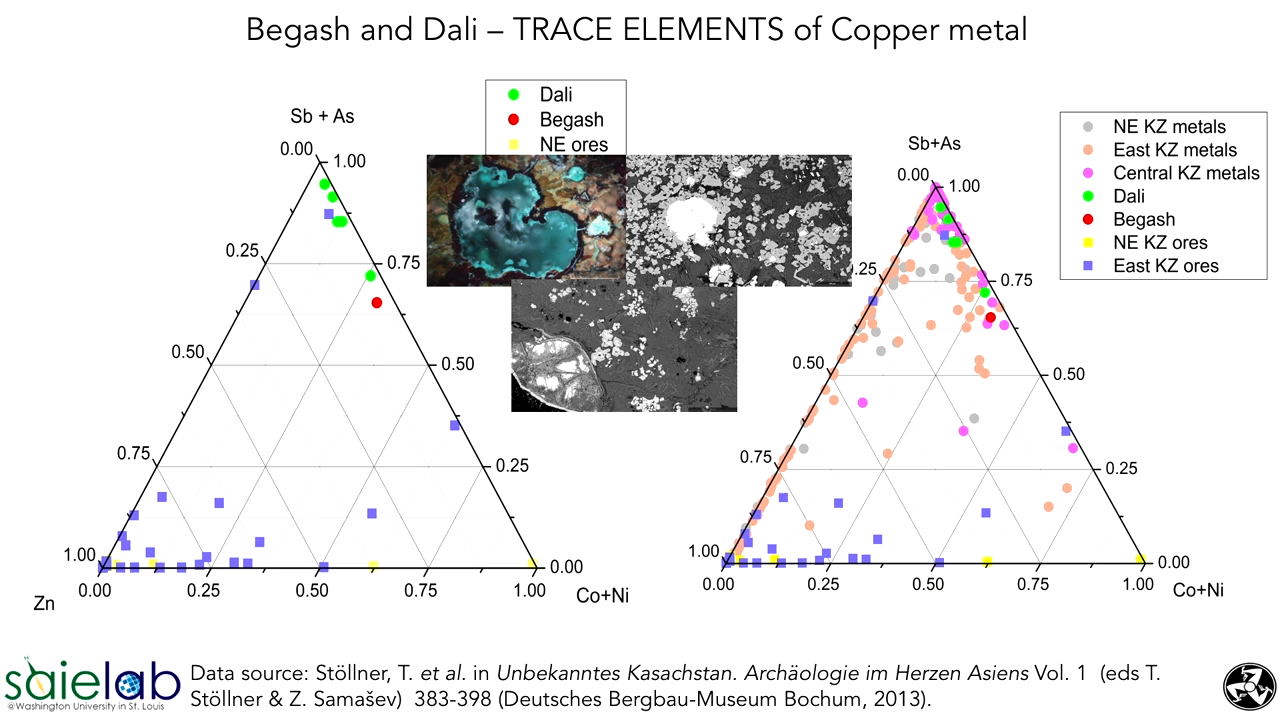 Begash and Dali – TRACE ELEMENTS of Copper metal
Dali
Begash
NE ores
Sb + As
0.00
1.00
0.25
0.75
0.50
0.50
0.75
0.25
1.00
0.00
0.00
0.25
0.50
0.75
1.00
Zn
Co+Ni
NE KZ metals
East KZ metals
Central KZ metals
Dali
Begash
NE KZ ores
East KZ ores
Sb+As
0.00
1.00
.25
0.75
0.50
0.50
0.75
0.25
1.00
0.00
0.00
0.25
0.50
0.75
1.00
Co+Ni
saielab
@Washington University in St. Louis
Data source: Stöllner, T. et al. in Unbekanntes Kasachstan. Archäologie im Herzen Asiens Vol. 1 (eds T.
Stöllner & Z. Samašev) 383-398 (Deutsches Bergbau-Museum Bochum, 2013).